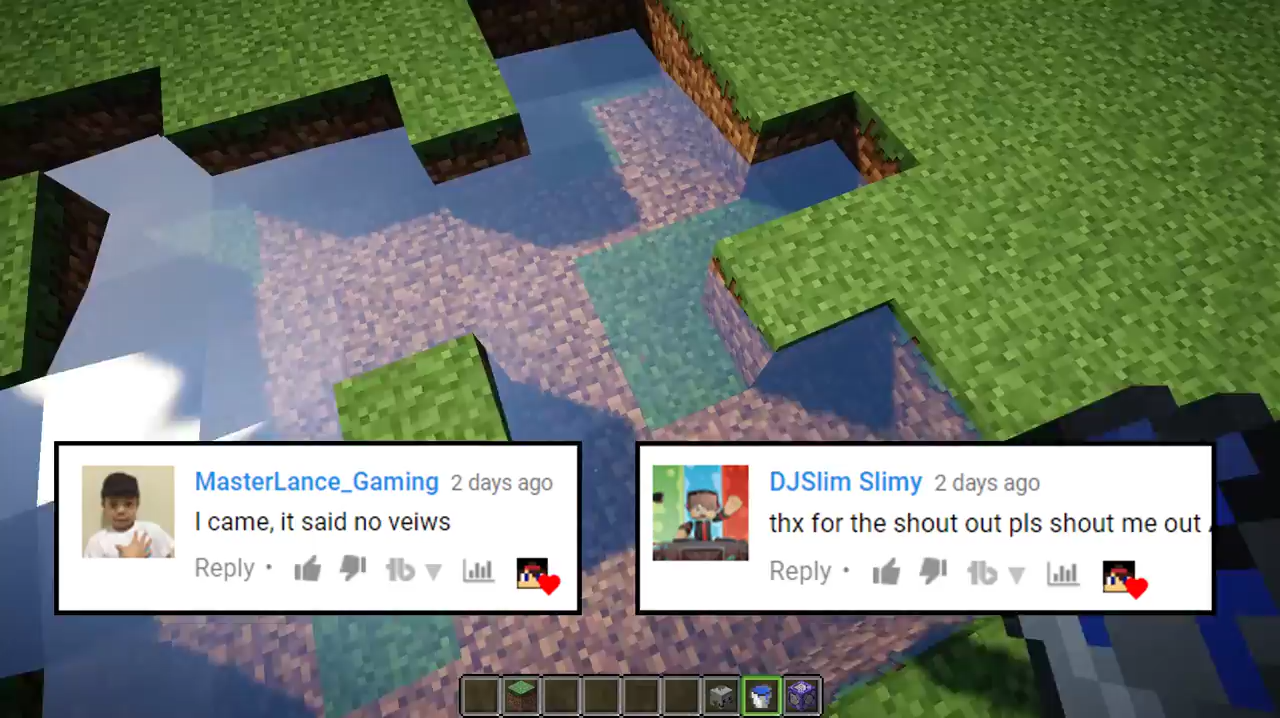 MasterLance_Gaming 2 days ago
I came, it said no veiws
Reply •
DJSlim Slimy 2 days ago
thx for the shout out pls shout me out
Reply •